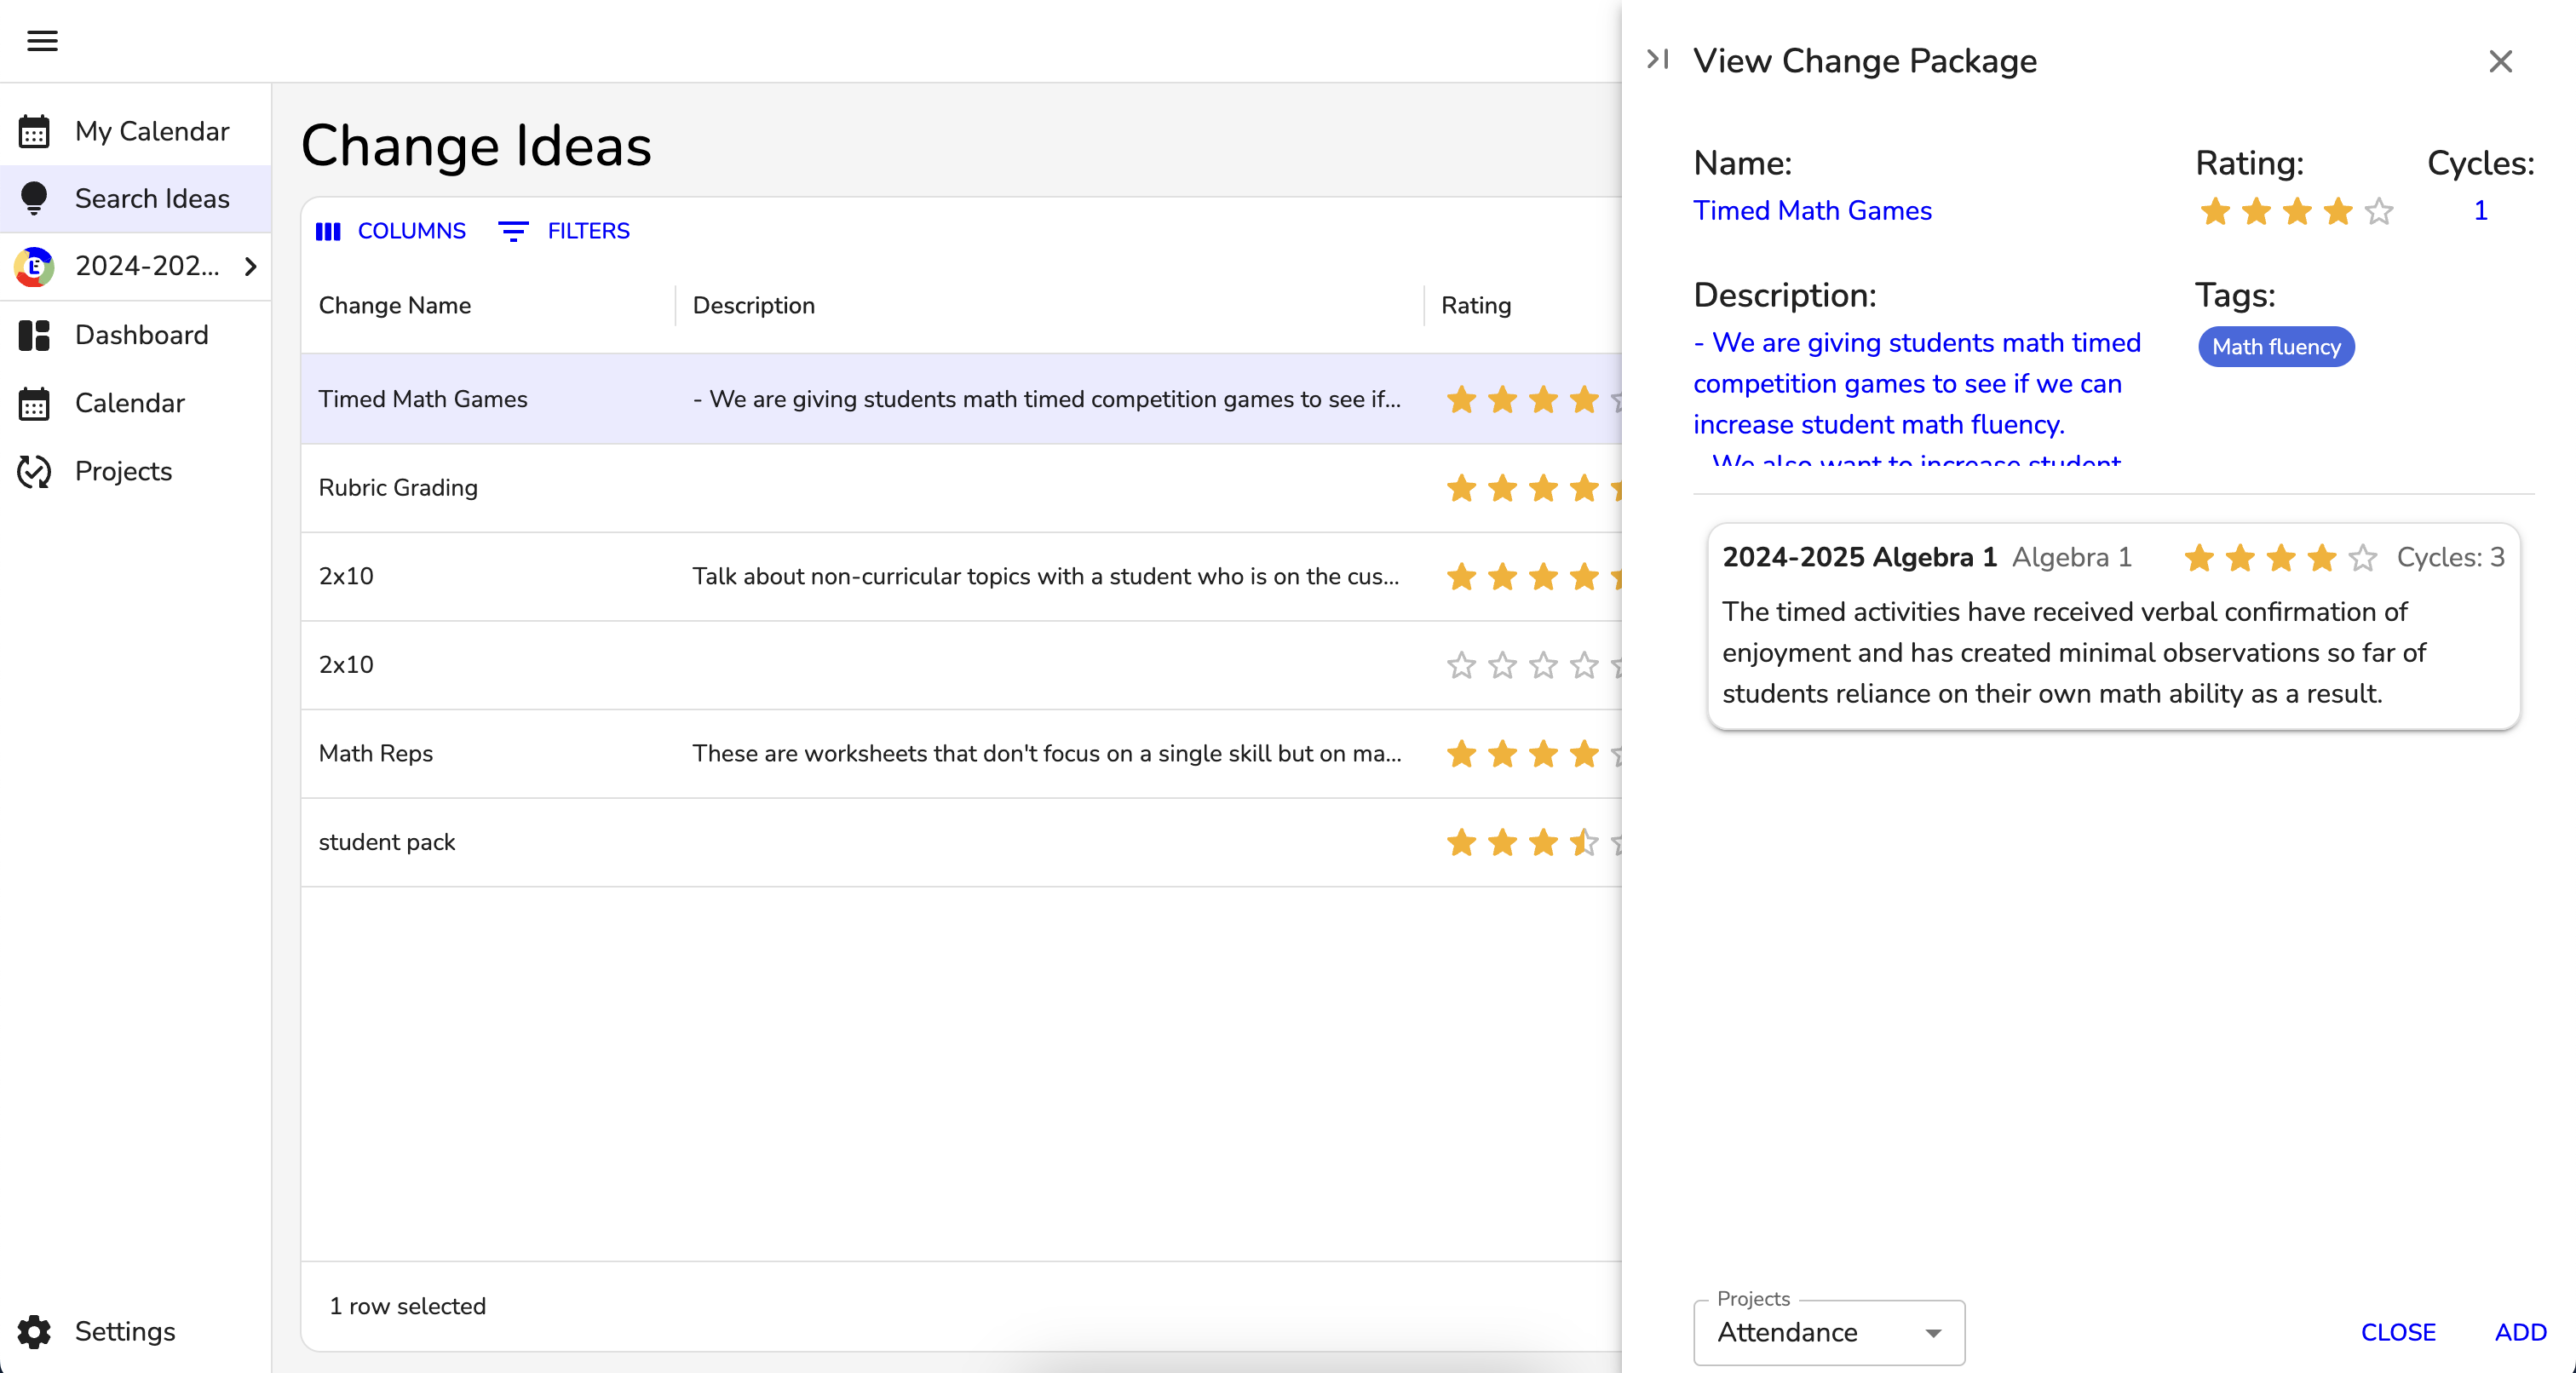 My Calendar
Search Ideas
2024-202...
Dashboard
Calendar
Projects
Settings
Change Ideas
COLUMNS FILTERS
Change Name Description Rating
Timed Math Games - We are giving students math timed competition games to see if...
Rubric Grading
2x10 Talk about non-curricular topics with a student who is on the cus...
2x10
Math Reps These are worksheets that don't focus on a single skill but on ma...
student pack
1 row selected
View Change Package
Name: Rating: Cycles:
Timed Math Games 1
Description: Tags:
- We are giving students math timed
competition games to see if we can
increase student math fluency.
- We also want to increase student
Math fluency
2024-2025 Algebra 1 Algebra 1 Cycles: 3
The timed activities have received verbal confirmation of
enjoyment and has created minimal observations so far of
students reliance on their own math ability as a result.
Projects
Attendance
CLOSE ADD